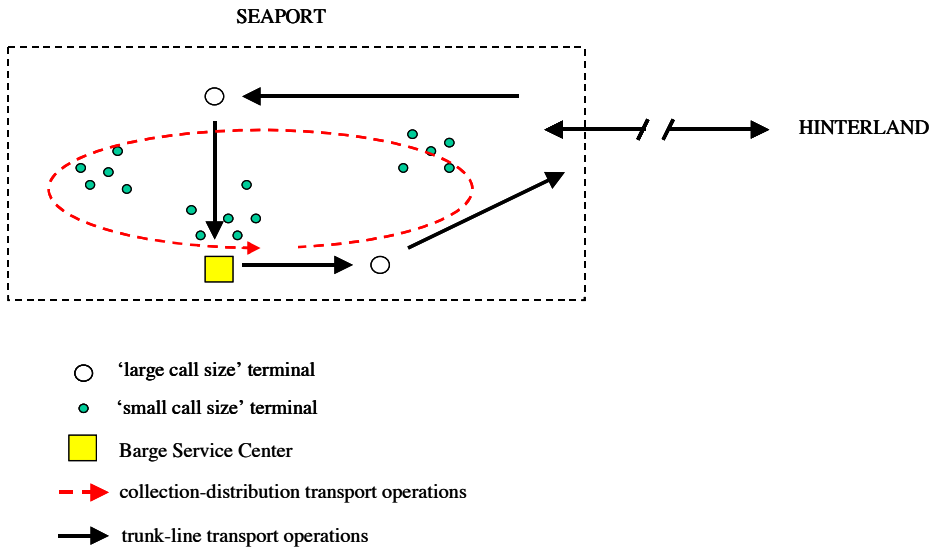 SEAPORT
HINTERLAND
‘large call size’ terminal
‘small call size’ terminal
Barge Service Center
collection-distribution transport operations
trunk-line transport operations